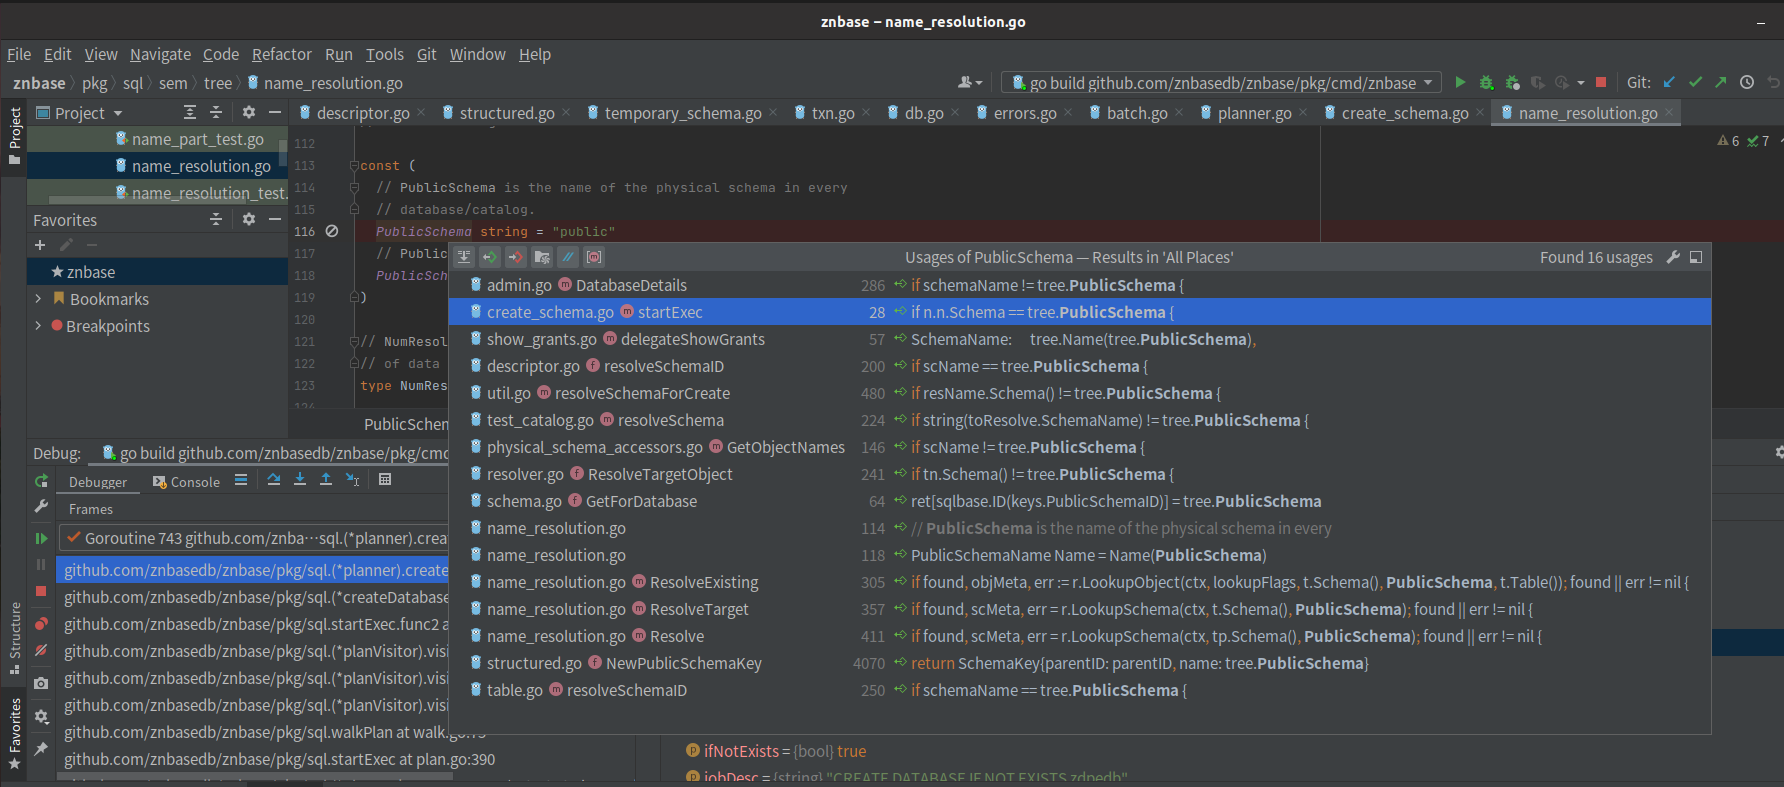 znbase – name_resolution.go
File Edit View Navigate Code Refactor Run Tools Git Window Help
znbase pkg sql sem tree name_resolution.go
go build github.com/znbasedb/znbase/pkg/cmd/znbase
Git:
Project
descriptor.go structured.go temporary_schema.go txn.go db.go errors.go batch.go planner.go create_schema.go name_resolution.go
Project
name_part_test.go
name_resolution.go
name_resolution_test.
Favorites
znbase
Bookmarks
Breakpoints
6 7
112
113 const (
114 // PublicSchema is the name of the physical schema in every
115 // database/catalog.
116 PublicSchema string = "public"
117 // Publ
118 PublicSch
119 )
120
121 // NumResol
122 // of data
123 type NumRes
PublicSchem
Usages of PublicSchema — Results in 'All Places'
Found 16 usages
admin.go DatabaseDetails 286 if schemaName != tree.PublicSchema {
create_schema.go startExec 28 if n.n.Schema == tree.PublicSchema {
show_grants.go delegateShowGrants 57 SchemaName: tree.Name(tree.PublicSchema),
descriptor.go resolveSchemaID 200 if scName == tree.PublicSchema {
util.go resolveSchemaForCreate 480 if resName.Schema() != tree.PublicSchema {
test_catalog.go resolveSchema 224 if string(toResolve.SchemaName) != tree.PublicSchema {
physical_schema_accessors.go GetObjectNames 146 if scName != tree.PublicSchema {
resolver.go ResolveTargetObject 241 if tn.Schema() != tree.PublicSchema {
schema.go GetForDatabase 64 ret[sqlbase.ID(keys.PublicSchemaID)] = tree.PublicSchema
name_resolution.go 114 // PublicSchema is the name of the physical schema in every
name_resolution.go 118 PublicSchemaName Name = Name(PublicSchema)
name_resolution.go ResolveExisting 305 if found, objMeta, err := r.LookupObject(ctx, lookupFlags, t.Schema(), PublicSchema, t.Table()); found || err != nil {
name_resolution.go ResolveTarget 357 if found, scMeta, err = r.LookupSchema(ctx, t.Schema(), PublicSchema); found || err != nil {
name_resolution.go Resolve 411 if found, scMeta, err = r.LookupSchema(ctx, tp.Schema(), PublicSchema); found || err != nil {
structured.go NewPublicSchemaKey 4070 return SchemaKey{parentID: parentID, name: tree.PublicSchema}
table.go resolveSchemaID 250 if schemaName == tree.PublicSchema {
Debug: go build github.com/znbasedb/znbase/pkg/cmd
Debugger Console
Frames
Goroutine 743 github.com/znba···sql.(*planner).crea
github.com/znbasedb/znbase/pkg/sql.(*planner).create
github.com/znbasedb/znbase/pkg/sql.(*createDatabase
github.com/znbasedb/znbase/pkg/sql.startExec.func2 a
github.com/znbasedb/znbase/pkg/sql.(*planVisitor).visi
github.com/znbasedb/znbase/pkg/sql.(*planVisitor).visi
github.com/znbasedb/znbase/pkg/sql.(*planVisitor).visi
github.com/znbasedb/znbase/pkg/sql.walkPlan at walk.go:75
github.com/znbasedb/znbase/pkg/sql.startExec at plan.go:390
Structure
Favorites
ifNotExists = {bool} true
jobDesc = {string} "CREATE DATABASE IF NOT EXISTS zdpedb"